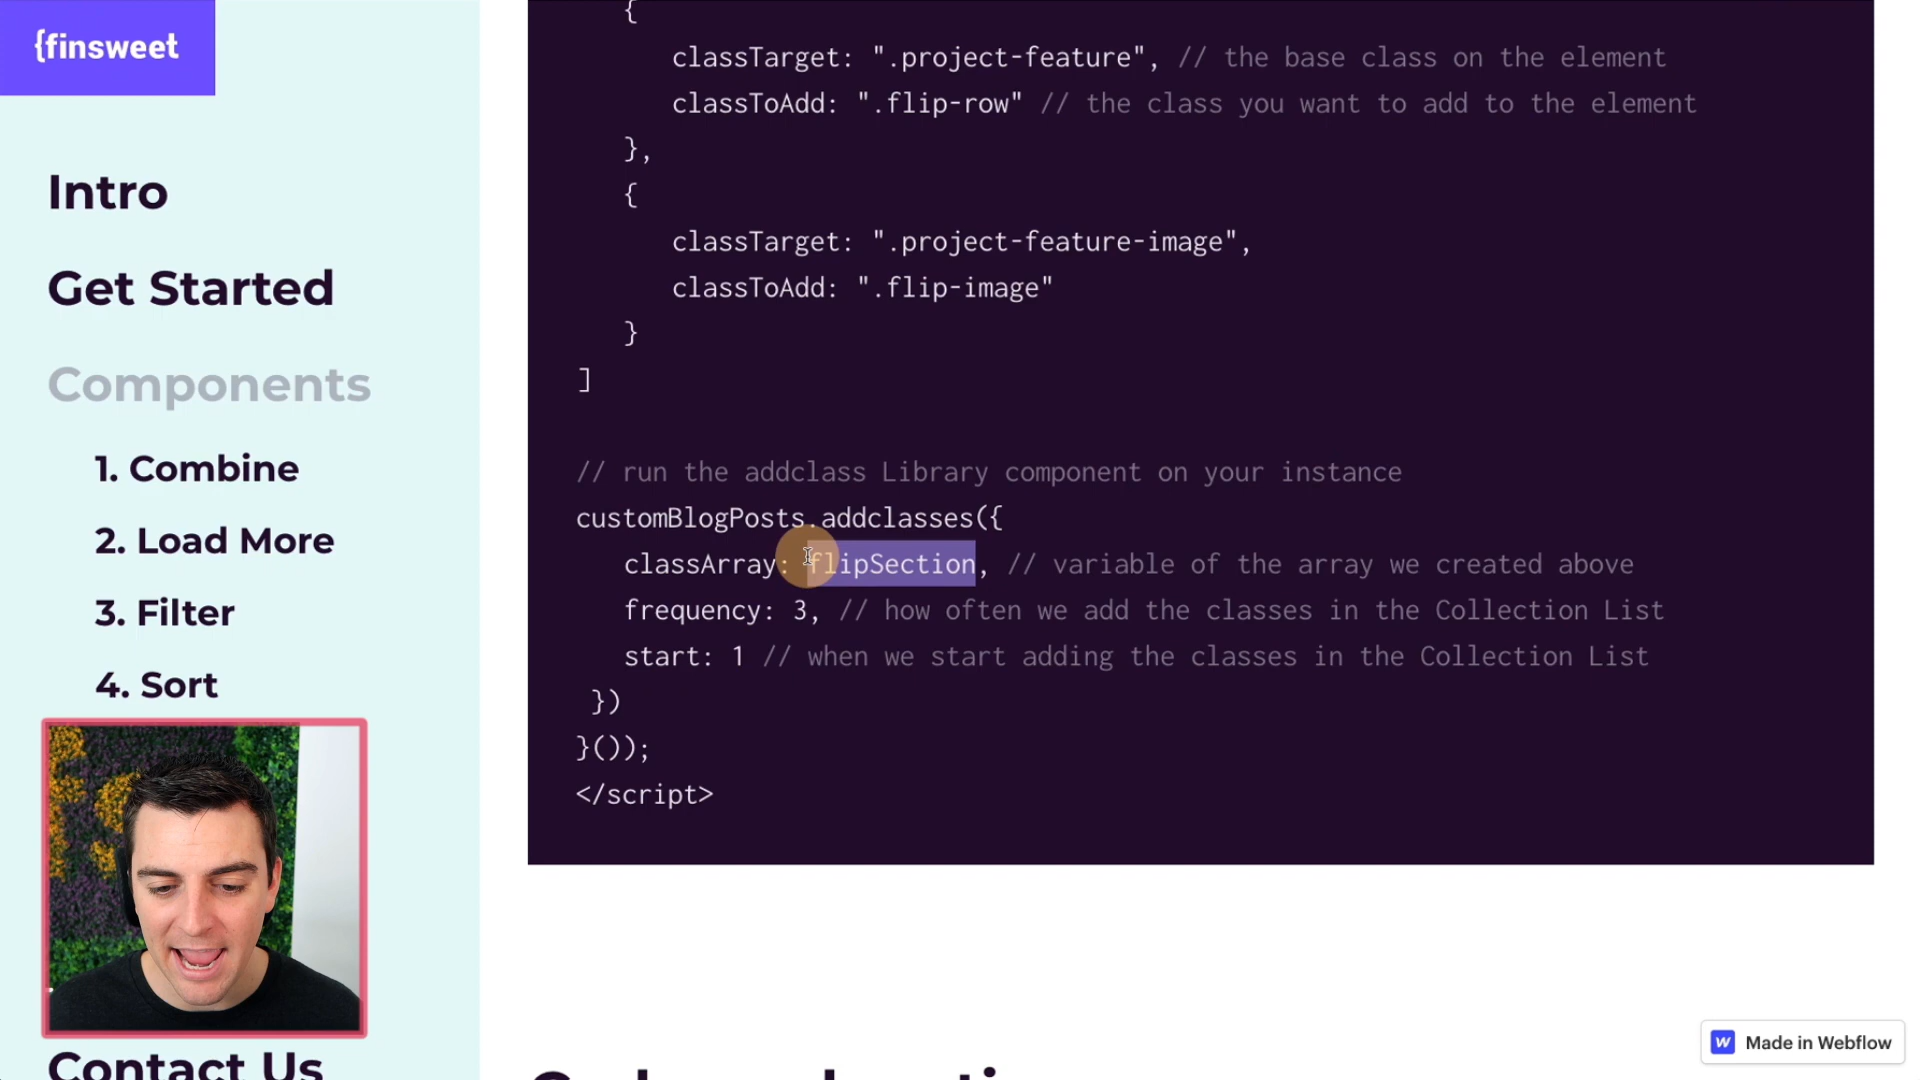 {finsweet
Intro
Get Started
Components
1. Combine
2. Load More
3. Filter
4. Sort
Contact Us
{
classTarget: ".project-feature", // the base class on the element
classToAdd: ".flip-row" // the class you want to add to the element
},
{
classTarget: ".project-feature-image",
classToAdd: ".flip-image"
}
]
// run the addclass Library component on your instance
customBlogPosts.addclasses({
classArray: flipSection, // variable of the array we created above
frequency: 3, // how often we add the classes in the Collection List
start: 1 // when we start adding the classes in the Collection List
})
}());
</script>
W Made in Webflow